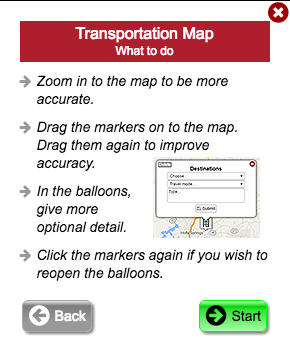 Transportation Map
What to do
Zoom in to the map to be more
accurate.
Drag the markers on to the map.
Drag them again to improve
accuracy.
In the balloons,
give more
optional detail.
Delete
Destinations
Choose...
Travel mode...
Type...
Submit
Click the markers again if you wish to
reopen the balloons.
Back
Start